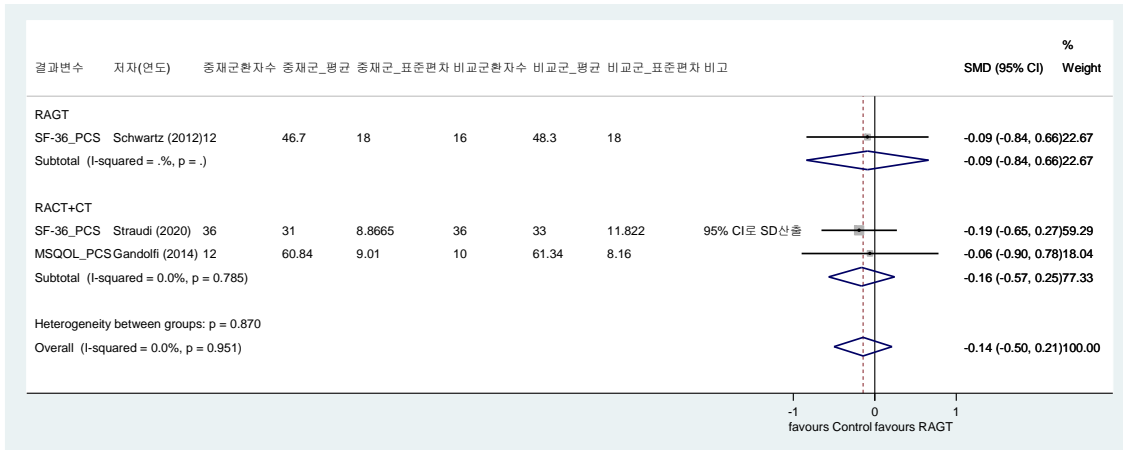 %
결과변수 저자(연도) 중재군환자수 중재군_평균 중재군_표준편차 비교군환자수 비교군_평균 비교군_표준편차 비고 SMD (95% CI) Weight
RAGT
SF-36_PCS Schwartz (2012) 12 46.7 18 16 48.3 18 -0.09 (-0.84, 0.66) 22.67
Subtotal (I-squared = .%, p = .) -0.09 (-0.84, 0.66) 22.67
RACT+CT
SF-36_PCS Straudi (2020) 36 31 8.8665 36 33 11.822 95% CI로 SD산출 -0.19 (-0.65, 0.27) 59.29
MSQOL_PCS Gandolfi (2014) 12 60.84 9.01 10 61.34 8.16 -0.06 (-0.90, 0.78) 18.04
Subtotal (I-squared = 0.0%, p = 0.785) -0.16 (-0.57, 0.25) 77.33
Heterogeneity between groups: p = 0.870
Overall (I-squared = 0.0%, p = 0.951) -0.14 (-0.50, 0.21) 100.00
-1 0 1
favours Control favours RAGT